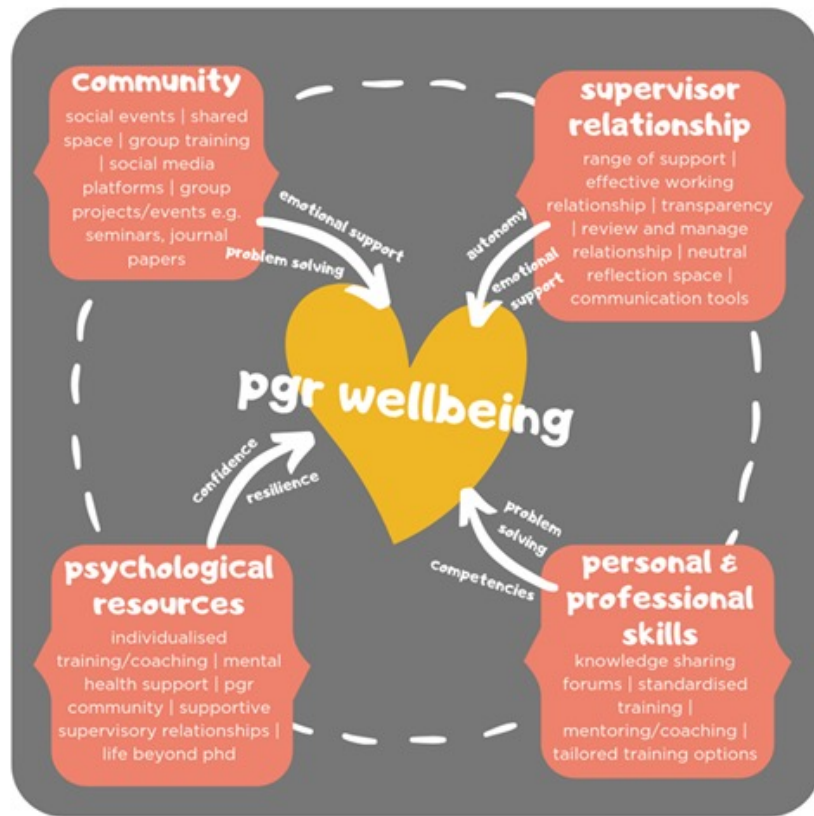 community
social events | shared
space | group training
| social media
platforms | group
projects/events e.g.
seminars, journal
papers
supervisor
relationship
range of support |
effective working
relationship | transparency
| review and manage
relationship | neutral
reflection space |
communication tools
emotional support
problem solving
autonomy
emotional
support
pgr wellbeing
confidence
resilience
problem
solving
competencies
psychological
resources
individualised
training/coaching | mental
health support | pgr
community | supportive
supervisory relationships |
life beyond phd
personal &
professional
skills
knowledge sharing
forums | standardised
training |
mentoring/coaching |
tailored training options